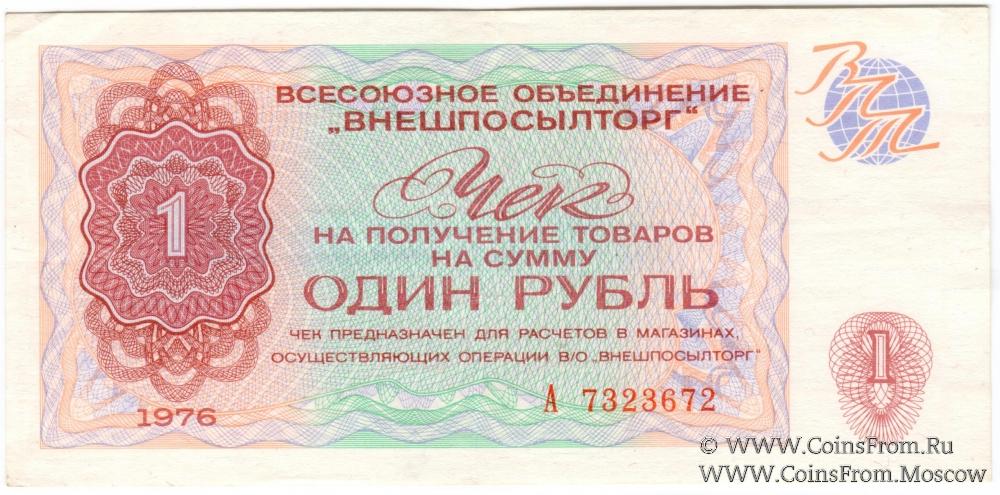 ВСЕСОЮЗНОЕ ОБЪЕДИНЕНИЕ
„ВНЕШПОСЫЛТОРГ“
ВПТ
Чек
НА ПОЛУЧЕНИЕ ТОВАРОВ
НА СУММУ
ОДИН РУБЛЬ
1
ЧЕК ПРЕДНАЗНАЧЕН ДЛЯ РАСЧЕТОВ В МАГАЗИНАХ,
ОСУЩЕСТВЛЯЮЩИХ ОПЕРАЦИИ В/О „ВНЕШПОСЫЛТОРГ“
1
1976
А 7323672
© WWW.CoinsFrom.Ru
WWW.CoinsFrom.Moscow